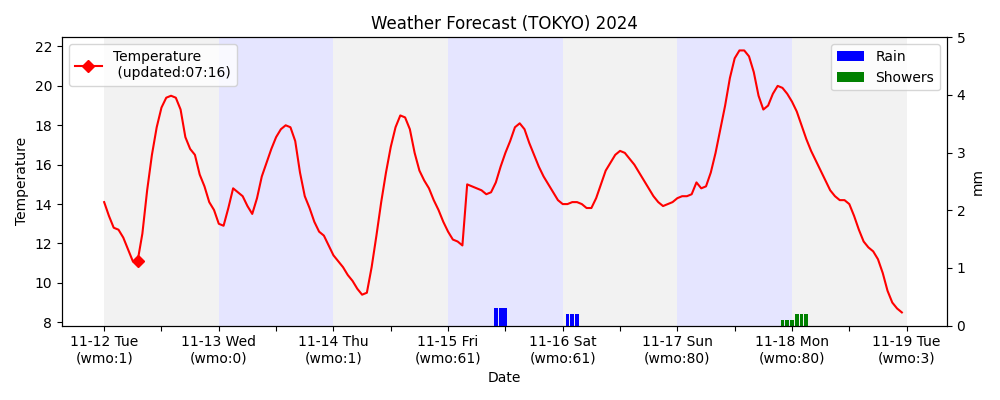 Weather Forecast (TOKYO) 2024
Temperature
(updated:07:16)
Rain
Showers
Temperature
22
20
18
16
14
12
10
8
5
4
3
2
1
0
mm
11-12 Tue
(wmo:1)
11-13 Wed
(wmo:0)
11-14 Thu
(wmo:1)
11-15 Fri
(wmo:61)
11-16 Sat
(wmo:61)
11-17 Sun
(wmo:80)
11-18 Mon
(wmo:80)
11-19 Tue
(wmo:3)
Date